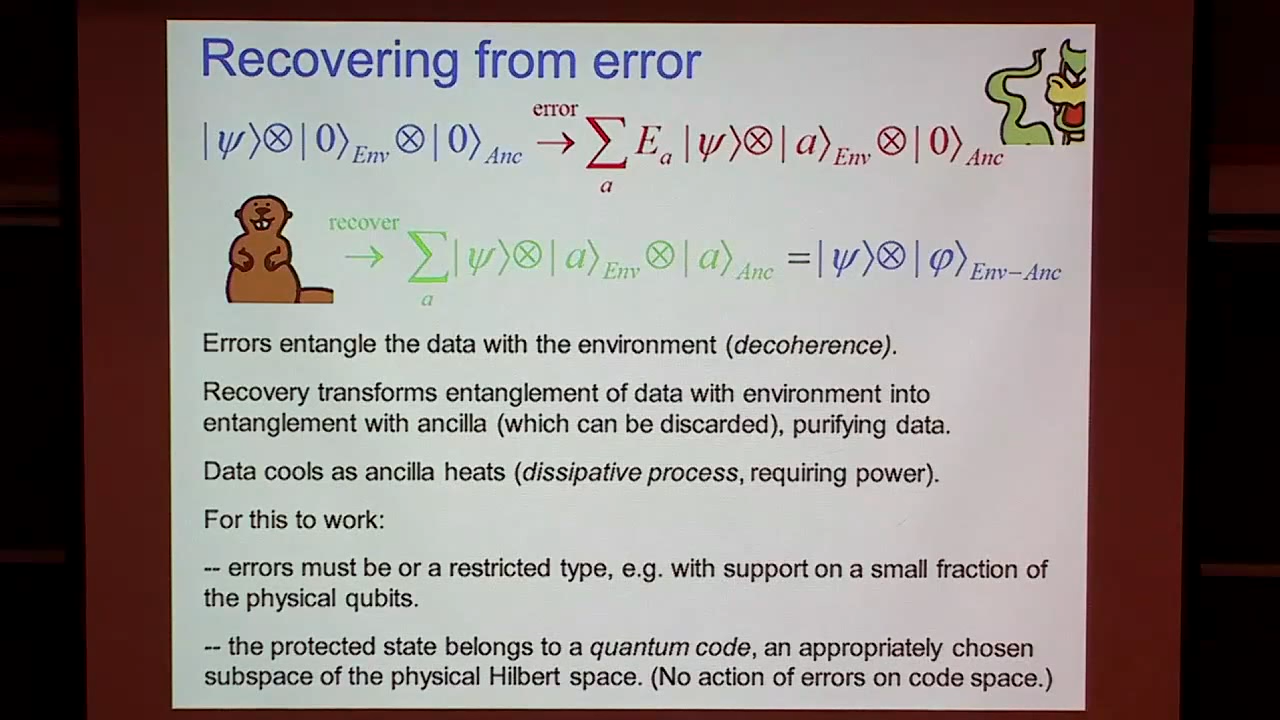 Recovering from error
|ψ⟩⊗|0⟩_Env ⊗|0⟩_Anc error → ∑_a E_a |ψ⟩⊗|a⟩_Env ⊗|0⟩_Anc
recover → ∑_a |ψ⟩⊗|a⟩_Env ⊗|a⟩_Anc =|ψ⟩⊗|φ⟩_Env−Anc
Errors entangle the data with the environment (decoherence).
Recovery transforms entanglement of data with environment into
entanglement with ancilla (which can be discarded), purifying data.
Data cools as ancilla heats (dissipative process, requiring power).
For this to work:
-- errors must be or a restricted type, e.g. with support on a small fraction of
the physical qubits.
-- the protected state belongs to a quantum code, an appropriately chosen
subspace of the physical Hilbert space. (No action of errors on code space.)